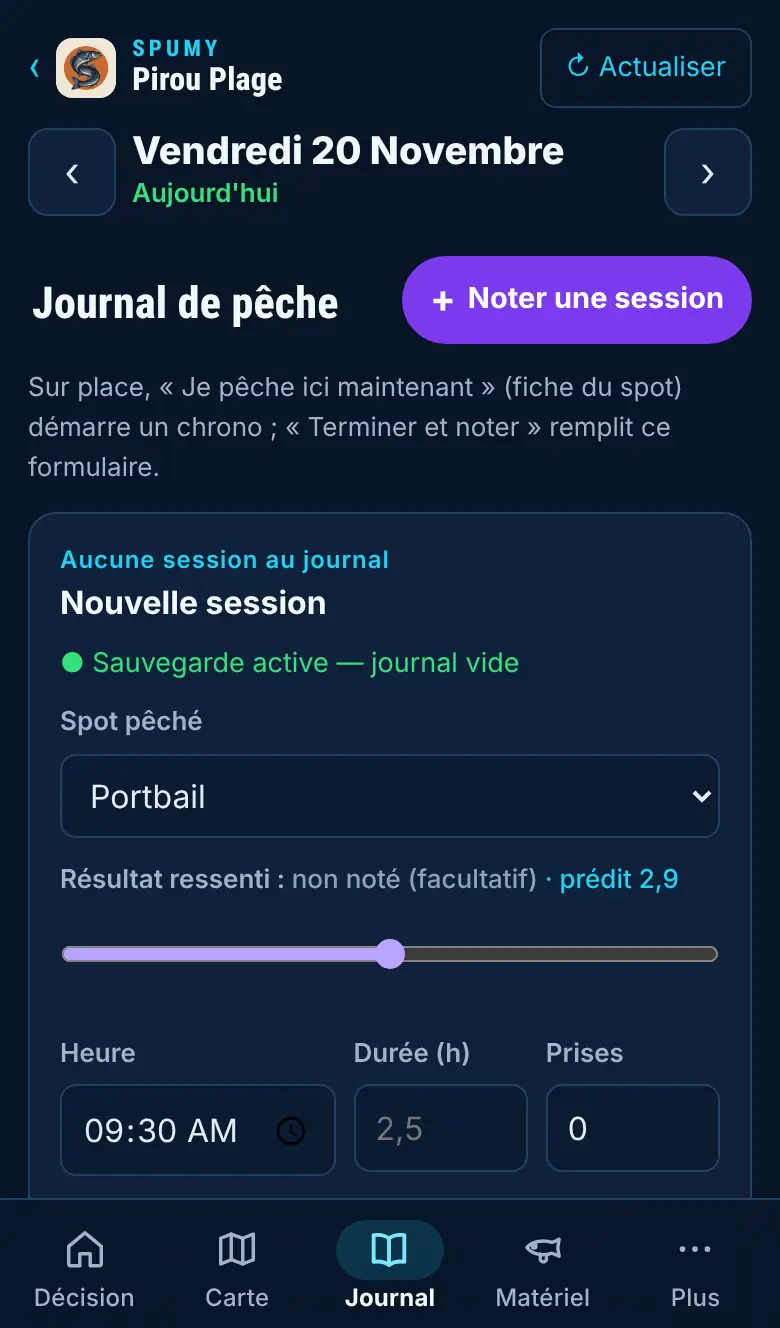 SPUMY
Pirou Plage
Actualiser
Vendredi 20 Novembre
Aujourd'hui
Journal de pêche
+ Noter une session
Sur place, « Je pêche ici maintenant » (fiche du spot)
démarre un chrono ; « Terminer et noter » remplit ce
formulaire.
Aucune session au journal
Nouvelle session
Sauvegarde active — journal vide
Spot pêché
Portbail
Résultat ressenti : non noté (facultatif) · prédit 2,9
Heure Durée (h) Prises
09:30 AM 2,5 0
Décision Carte Journal Matériel Plus